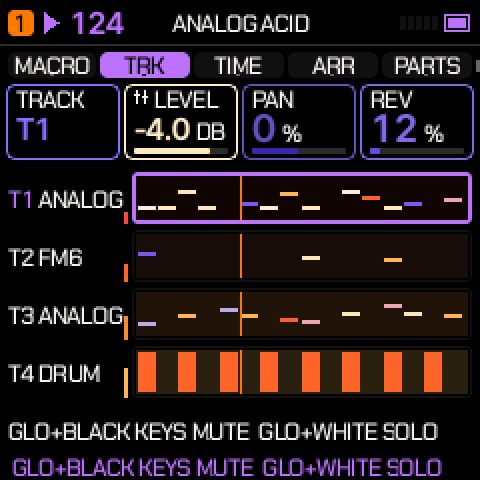 1 124 ANALOG ACID
MACRO TRK TIME ARR PARTS
TRACK LEVEL PAN REV
T1 -4.0 DB 0 % 12 %
T1 ANALOG
T2 FM6
T3 ANALOG
T4 DRUM
GLO+BLACK KEYS MUTE GLO+WHITE SOLO
GLO+BLACK KEYS MUTE GLO+WHITE SOLO